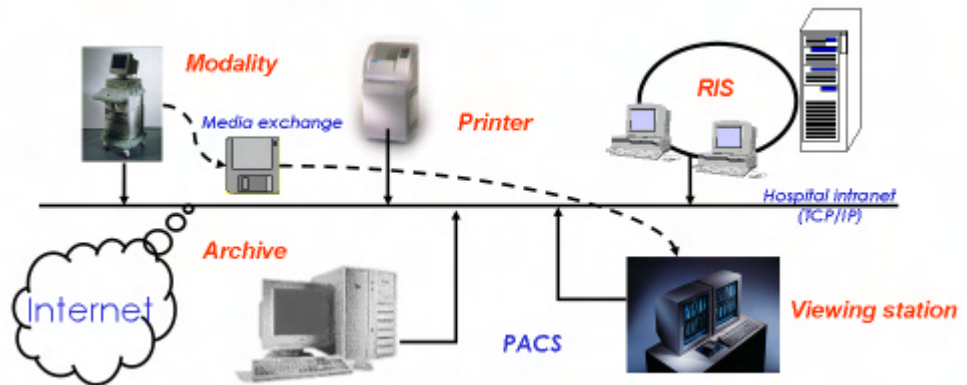 Modality
Media exchange
Printer
RIS
Hospital intranet
(TCP/IP)
Archive
Internet
PACS
Viewing station